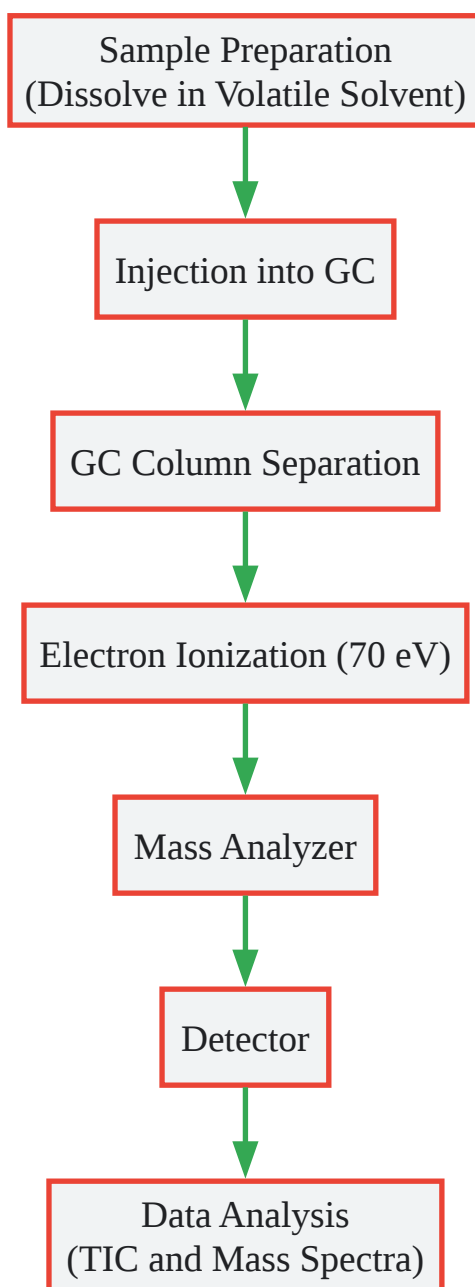 Sample Preparation
(Dissolve in Volatile Solvent)
Injection into GC
GC Column Separation
Electron Ionization (70 eV)
Mass Analyzer
Detector
Data Analysis
(TIC and Mass Spectra)